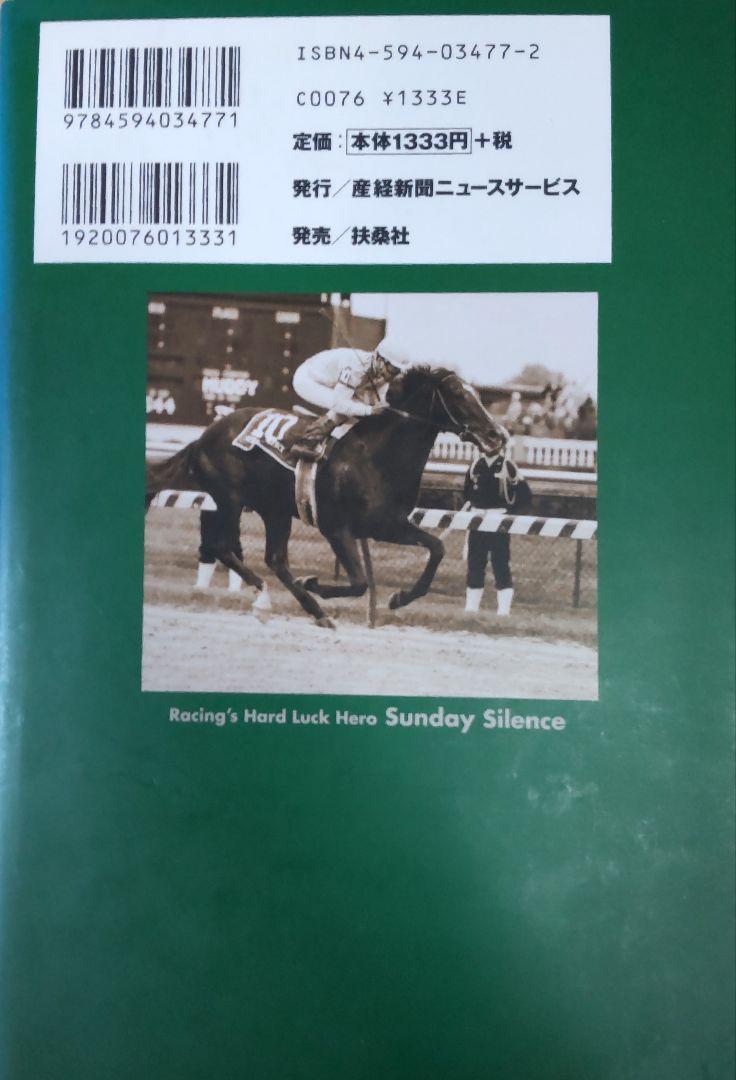 ISBN4-594-03477-2
C0076 ¥1333E
9784594034771
定価：本体1333円+税
発行／産経新聞ニュースサービス
1920076013331
発売／扶桑社
MUDDY
10
Racing's Hard Luck Hero Sunday Silence